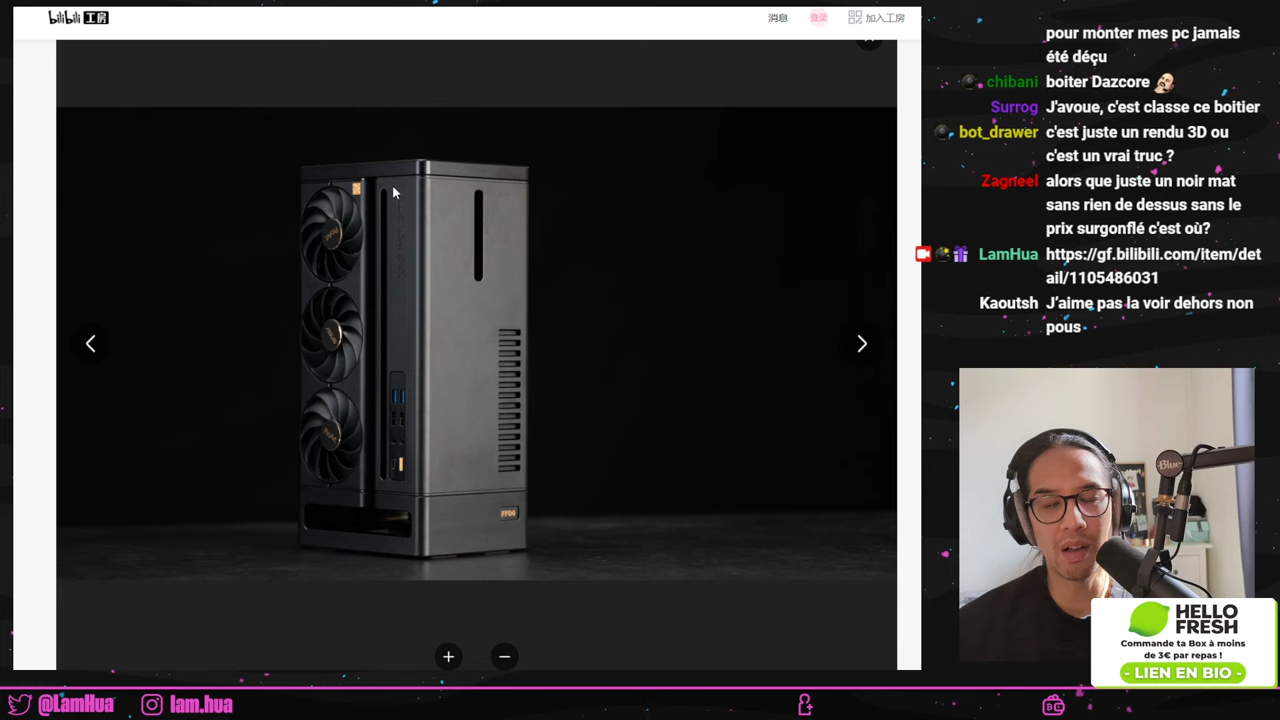 bilibili 工房
消息
登录
加入工房
FF04
pour monter mes pc jamais
été déçu
chibani boiter Dazcore
Surrog J'avoue, c'est classe ce boitier
bot_drawer c'est juste un rendu 3D ou
c'est un vrai truc ?
Zagneel alors que juste un noir mat
sans rien de dessus sans le
prix surgonflé c'est où?
LamHua https://gf.bilibili.com/item/det
ail/1105486031
Kaoutsh J'aime pas la voir dehors non
pous
Blue
HELLO
FRESH
Commande ta Box à moins
de 3€ par repas !
- LIEN EN BIO -
@LamHua
lam.hua